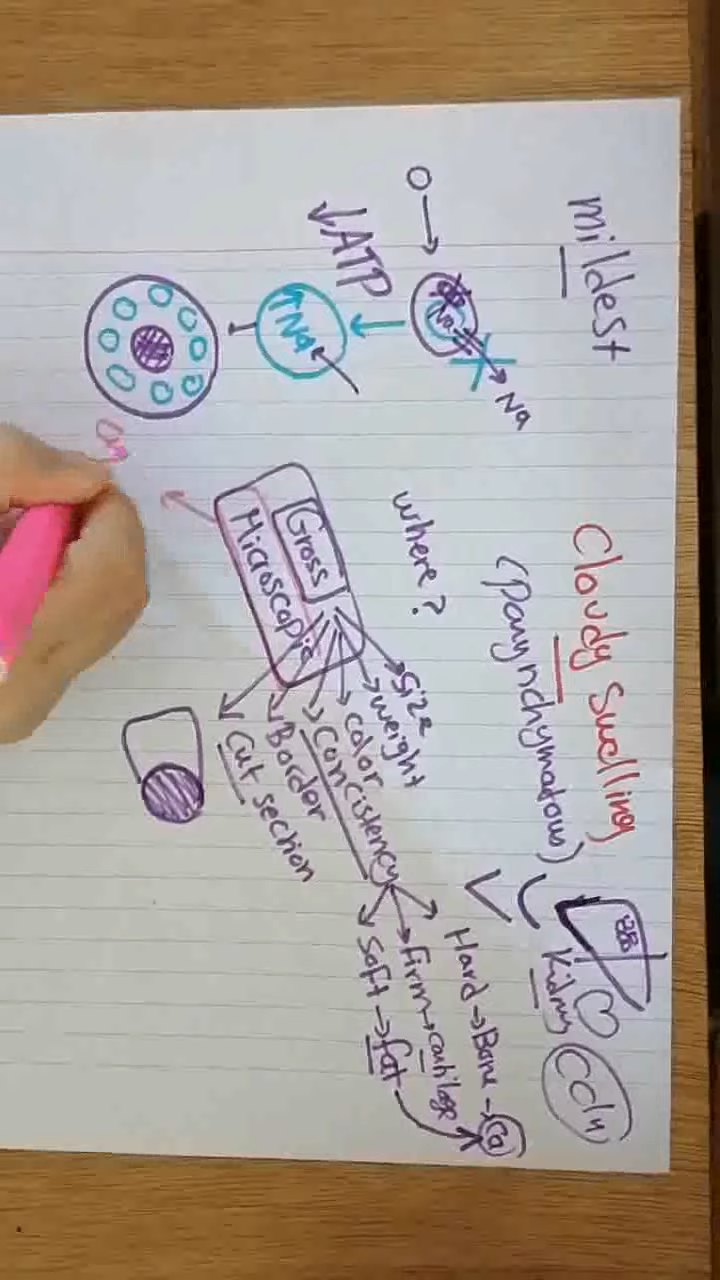 mildest
Cloudy Swelling
(Parynchymatous)
Kidney
CCl4
O
Na
↓ATP
↑Na
where?
Gross
Microscopic
Size
weight
color
Concistency
Border
Cut section
Hard → Bone → Ca
Firm → cartilage
Soft → fat